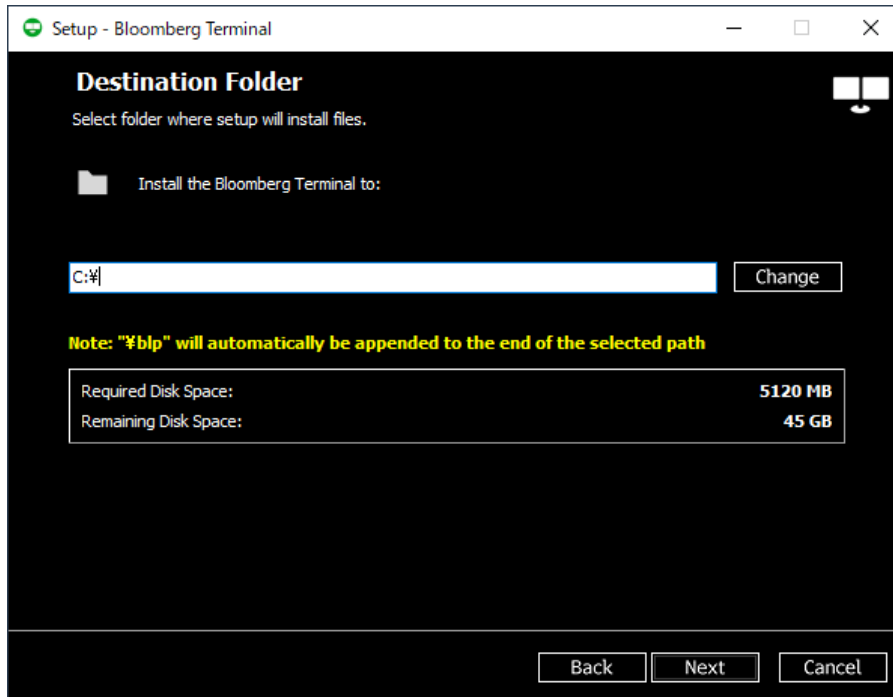 Setup - Bloomberg Terminal
Destination Folder
Select folder where setup will install files.
Install the Bloomberg Terminal to:
C:¥
Change
Note: "¥blp" will automatically be appended to the end of the selected path
Required Disk Space: 5120 MB
Remaining Disk Space: 45 GB
Back Next Cancel